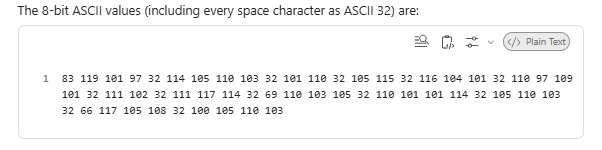 The 8-bit ASCII values (including every space character as ASCII 32) are:
Plain Text
1 83 119 101 97 32 114 105 110 103 32 101 110 32 105 115 32 116 104 101 32 110 97 109
101 32 111 102 32 111 117 114 32 69 110 103 105 32 110 101 101 114 32 105 110 103
32 66 117 105 108 32 100 105 110 103